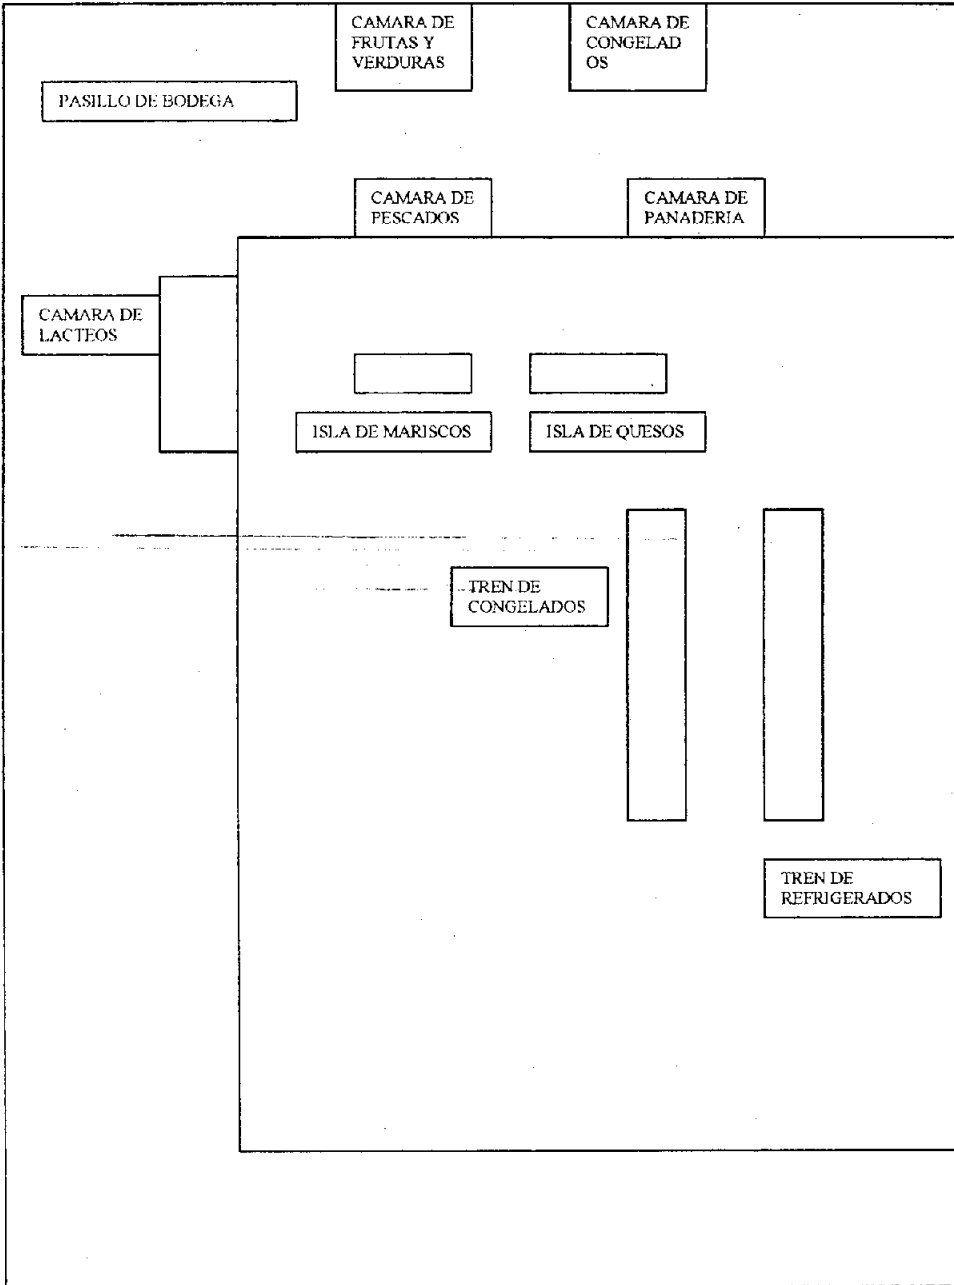 CAMARA DE
FRUTAS Y
VERDURAS
CAMARA DE
CONGELAD
OS
PASILLO DE BODEGA
CAMARA DE
PESCADOS
CAMARA DE
PANADERIA
CAMARA DE
LACTEOS
ISLA DE MARISCOS
ISLA DE QUESOS
TREN DE
CONGELADOS
TREN DE
REFRIGERADOS